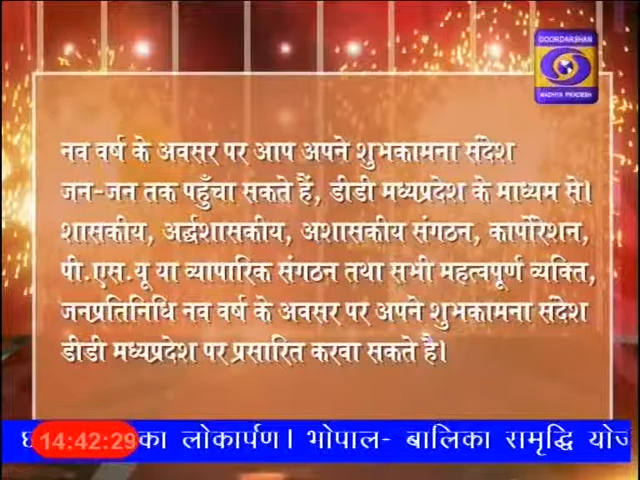 DOORDARSHAN
MADHYA PRADESH
नव वर्ष के अवसर पर आप अपने शुभकामना संदेश
जन-जन तक पहुँचा सकते हैं, डीडी मध्यप्रदेश के माध्यम से।
शासकीय, अर्द्धशासकीय, अशासकीय संगठन, कार्पोरेशन,
पी.एस.यू या व्यापारिक संगठन तथा सभी महत्वपूर्ण व्यक्ति,
जनप्रतिनिधि नव वर्ष के अवसर पर अपने शुभकामना संदेश
डीडी मध्यप्रदेश पर प्रसारित करवा सकते है।
14:42:29 का लोकार्पण। भोपाल- बालिका समृद्धि